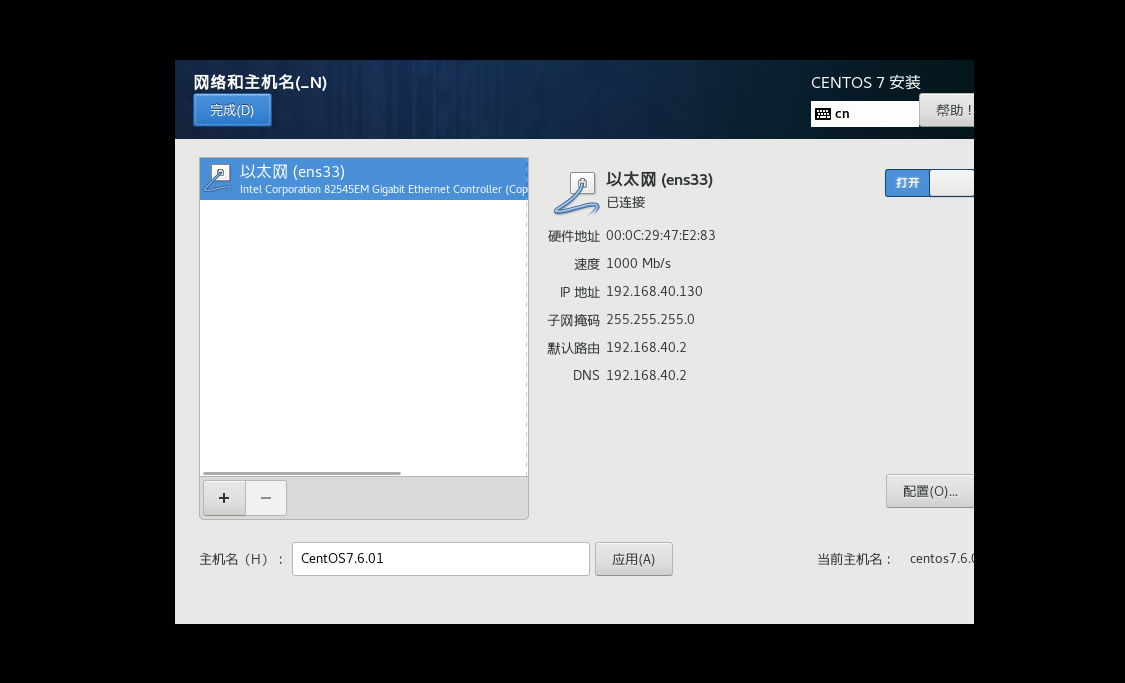 网络和主机名(_N)
CENTOS 7 安装
完成(D)
cn
帮助！
以太网 (ens33)
Intel Corporation 82545EM Gigabit Ethernet Controller (Cop
以太网 (ens33)
已连接
打开
硬件地址 00:0C:29:47:E2:83
速度 1000 Mb/s
IP 地址 192.168.40.130
子网掩码 255.255.255.0
默认路由 192.168.40.2
DNS 192.168.40.2
+
−
配置(O)...
主机名（H）： CentOS7.6.01
应用(A)
当前主机名： centos7.6.